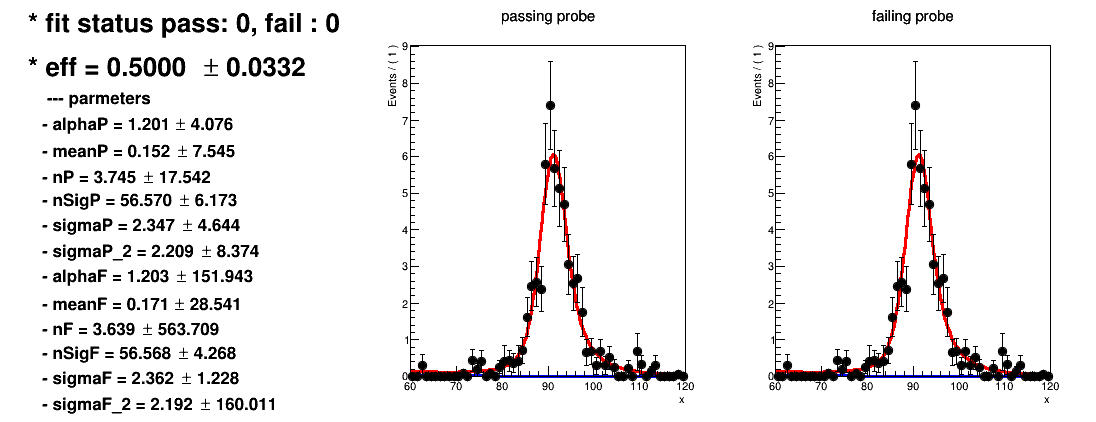 * fit status pass: 0, fail : 0
* eff = 0.5000 ± 0.0332
--- parmeters
- alphaP = 1.201 ± 4.076
- meanP = 0.152 ± 7.545
- nP = 3.745 ± 17.542
- nSigP = 56.570 ± 6.173
- sigmaP = 2.347 ± 4.644
- sigmaP_2 = 2.209 ± 8.374
- alphaF = 1.203 ± 151.943
- meanF = 0.171 ± 28.541
- nF = 3.639 ± 563.709
- nSigF = 56.568 ± 4.268
- sigmaF = 2.362 ± 1.228
- sigmaF_2 = 2.192 ± 160.011
passing probe
Events / ( 1 )
9
8
7
6
5
4
3
2
1
0
60 70 80 90 100 110 120
x
failing probe
Events / ( 1 )
9
8
7
6
5
4
3
2
1
0
60 70 80 90 100 110 120
x